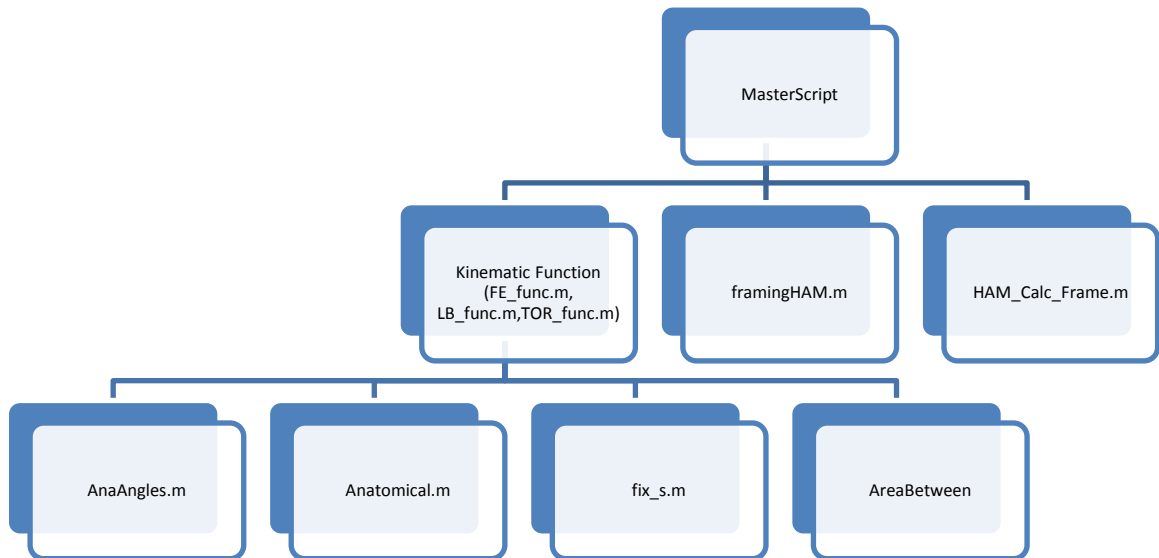 MasterScript
Kinematic Function
(FE_func.m,
LB_func.m,TOR_func.m)
framingHAM.m
HAM_Calc_Frame.m
AnaAngles.m
Anatomical.m
fix_s.m
AreaBetween